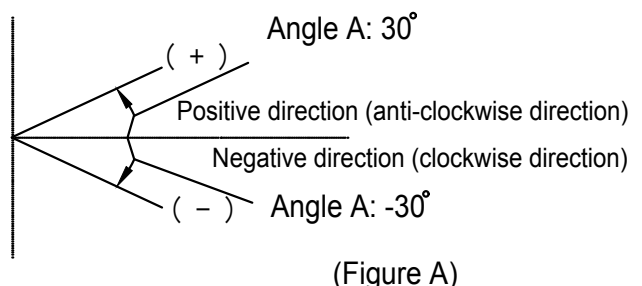 Angle A: 30°
( + )
Positive direction (anti-clockwise direction)
Negative direction (clockwise direction)
( − )
Angle A: -30°
(Figure A)